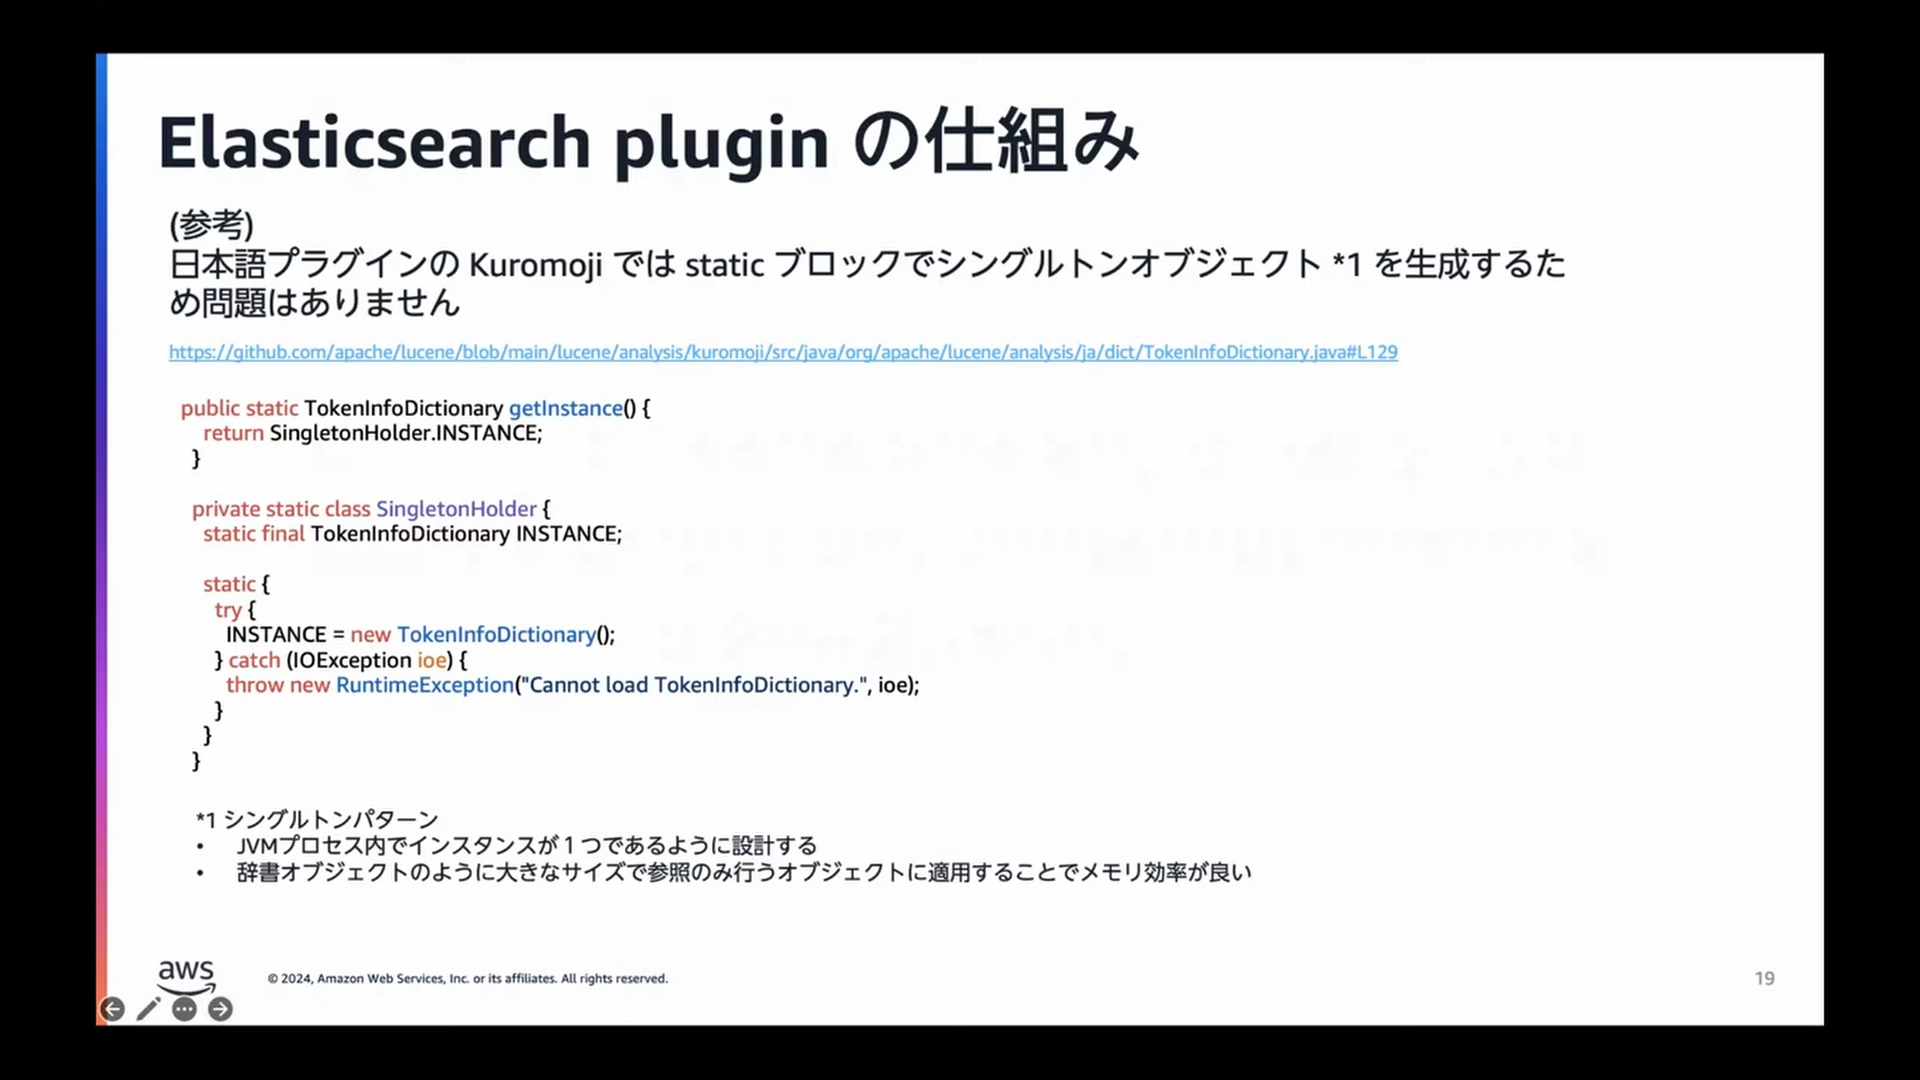 Elasticsearch plugin の仕組み
(参考)
日本語プラグインの Kuromoji では static ブロックでシングルトンオブジェクト *1 を生成するた
め問題はありません
https://github.com/apache/lucene/blob/main/lucene/analysis/kuromoji/src/java/org/apache/lucene/analysis/ja/dict/TokenInfoDictionary.java#L129
public static TokenInfoDictionary getInstance() {
return SingletonHolder.INSTANCE;
}
private static class SingletonHolder {
static final TokenInfoDictionary INSTANCE;
static {
try {
INSTANCE = new TokenInfoDictionary();
} catch (IOException ioe) {
throw new RuntimeException("Cannot load TokenInfoDictionary.", ioe);
}
}
}
*1 シングルトンパターン
• JVMプロセス内でインスタンスが１つであるように設計する
• 辞書オブジェクトのように大きなサイズで参照のみ行うオブジェクトに適用することでメモリ効率が良い
aws
© 2024, Amazon Web Services, Inc. or its affiliates. All rights reserved.
19